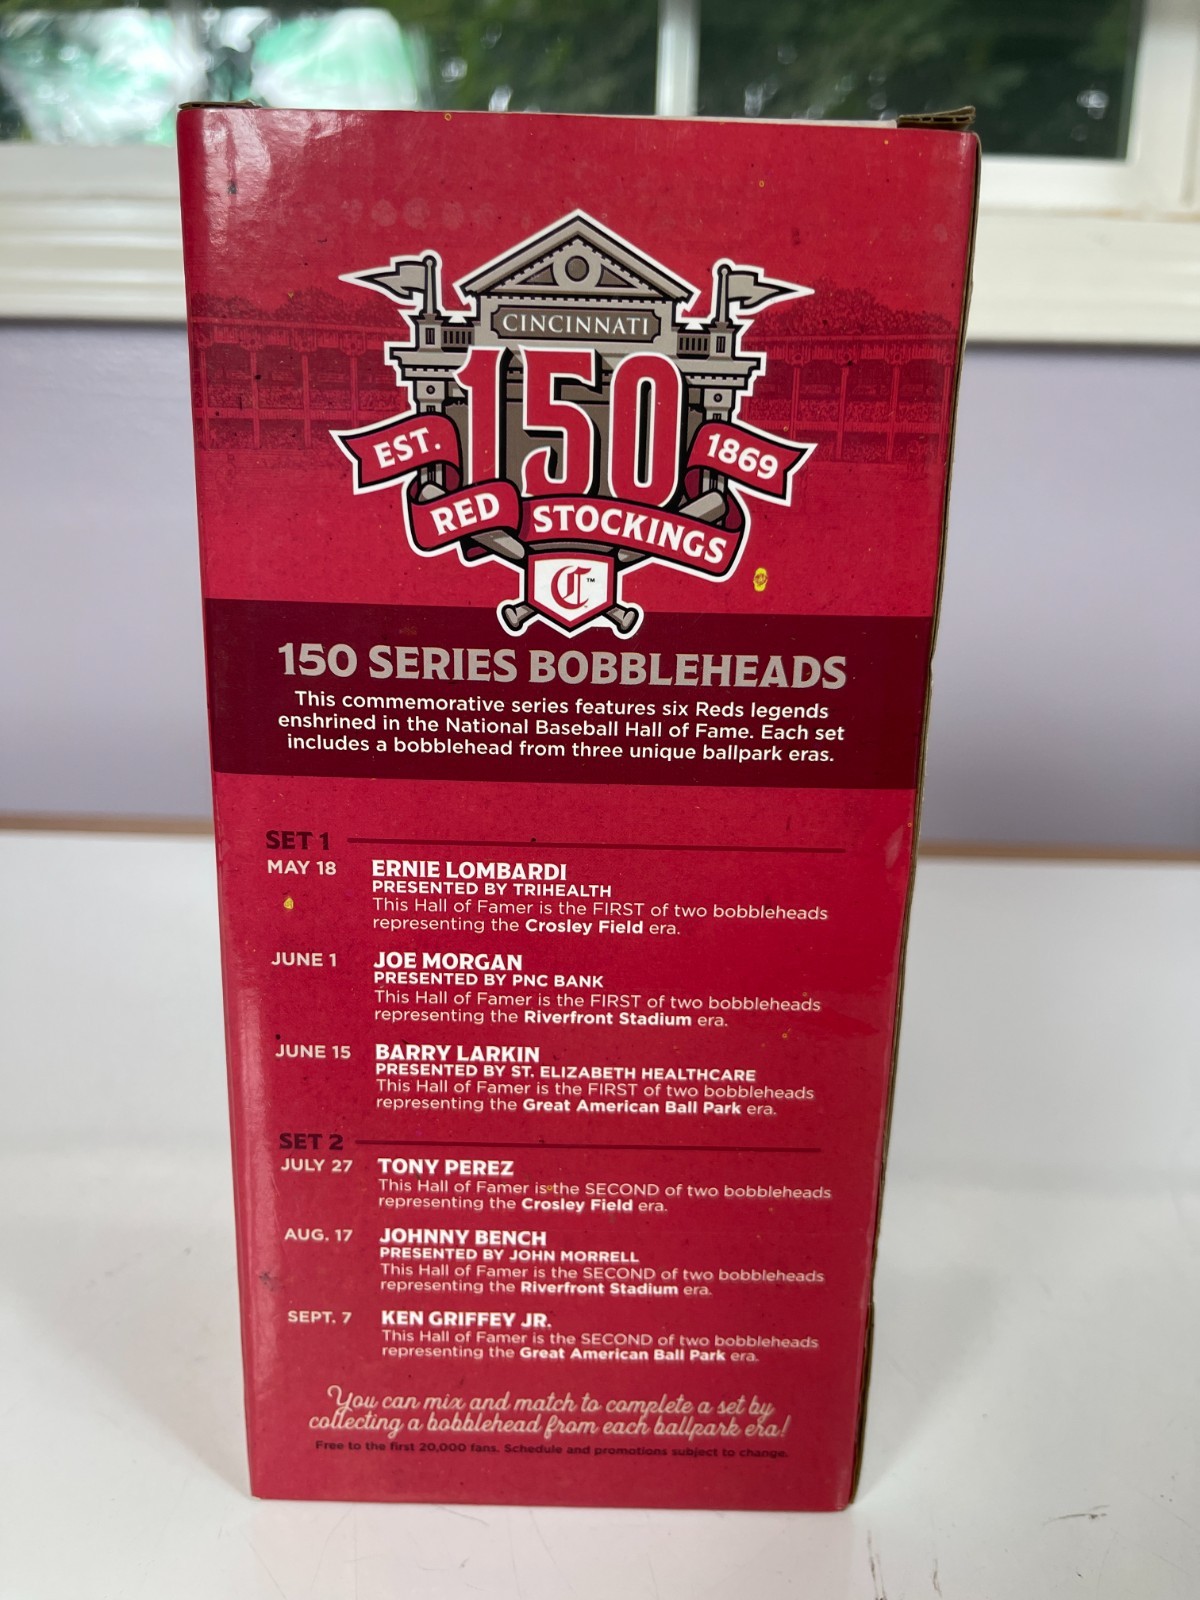 CINCINNATI
150
EST.
1869
RED STOCKINGS
C™
150 SERIES BOBBLEHEADS
This commemorative series features six Reds legends
enshrined in the National Baseball Hall of Fame. Each set
includes a bobblehead from three unique ballpark eras.
SET 1
MAY 18 ERNIE LOMBARDI
PRESENTED BY TRIHEALTH
This Hall of Famer is the FIRST of two bobbleheads
representing the Crosley Field era.
JUNE 1 JOE MORGAN
PRESENTED BY PNC BANK
This Hall of Famer is the FIRST of two bobbleheads
representing the Riverfront Stadium era.
JUNE 15 BARRY LARKIN
PRESENTED BY ST. ELIZABETH HEALTHCARE
This Hall of Famer is the FIRST of two bobbleheads
representing the Great American Ball Park era.
SET 2
JULY 27 TONY PEREZ
This Hall of Famer is the SECOND of two bobbleheads
representing the Crosley Field era.
AUG. 17 JOHNNY BENCH
PRESENTED BY JOHN MORRELL
This Hall of Famer is the SECOND of two bobbleheads
representing the Riverfront Stadium era.
SEPT. 7 KEN GRIFFEY JR.
This Hall of Famer is the SECOND of two bobbleheads
representing the Great American Ball Park era.
You can mix and match to complete a set by
collecting a bobblehead from each ballpark era!
Free to the first 20,000 fans. Schedule and promotions subject to change.